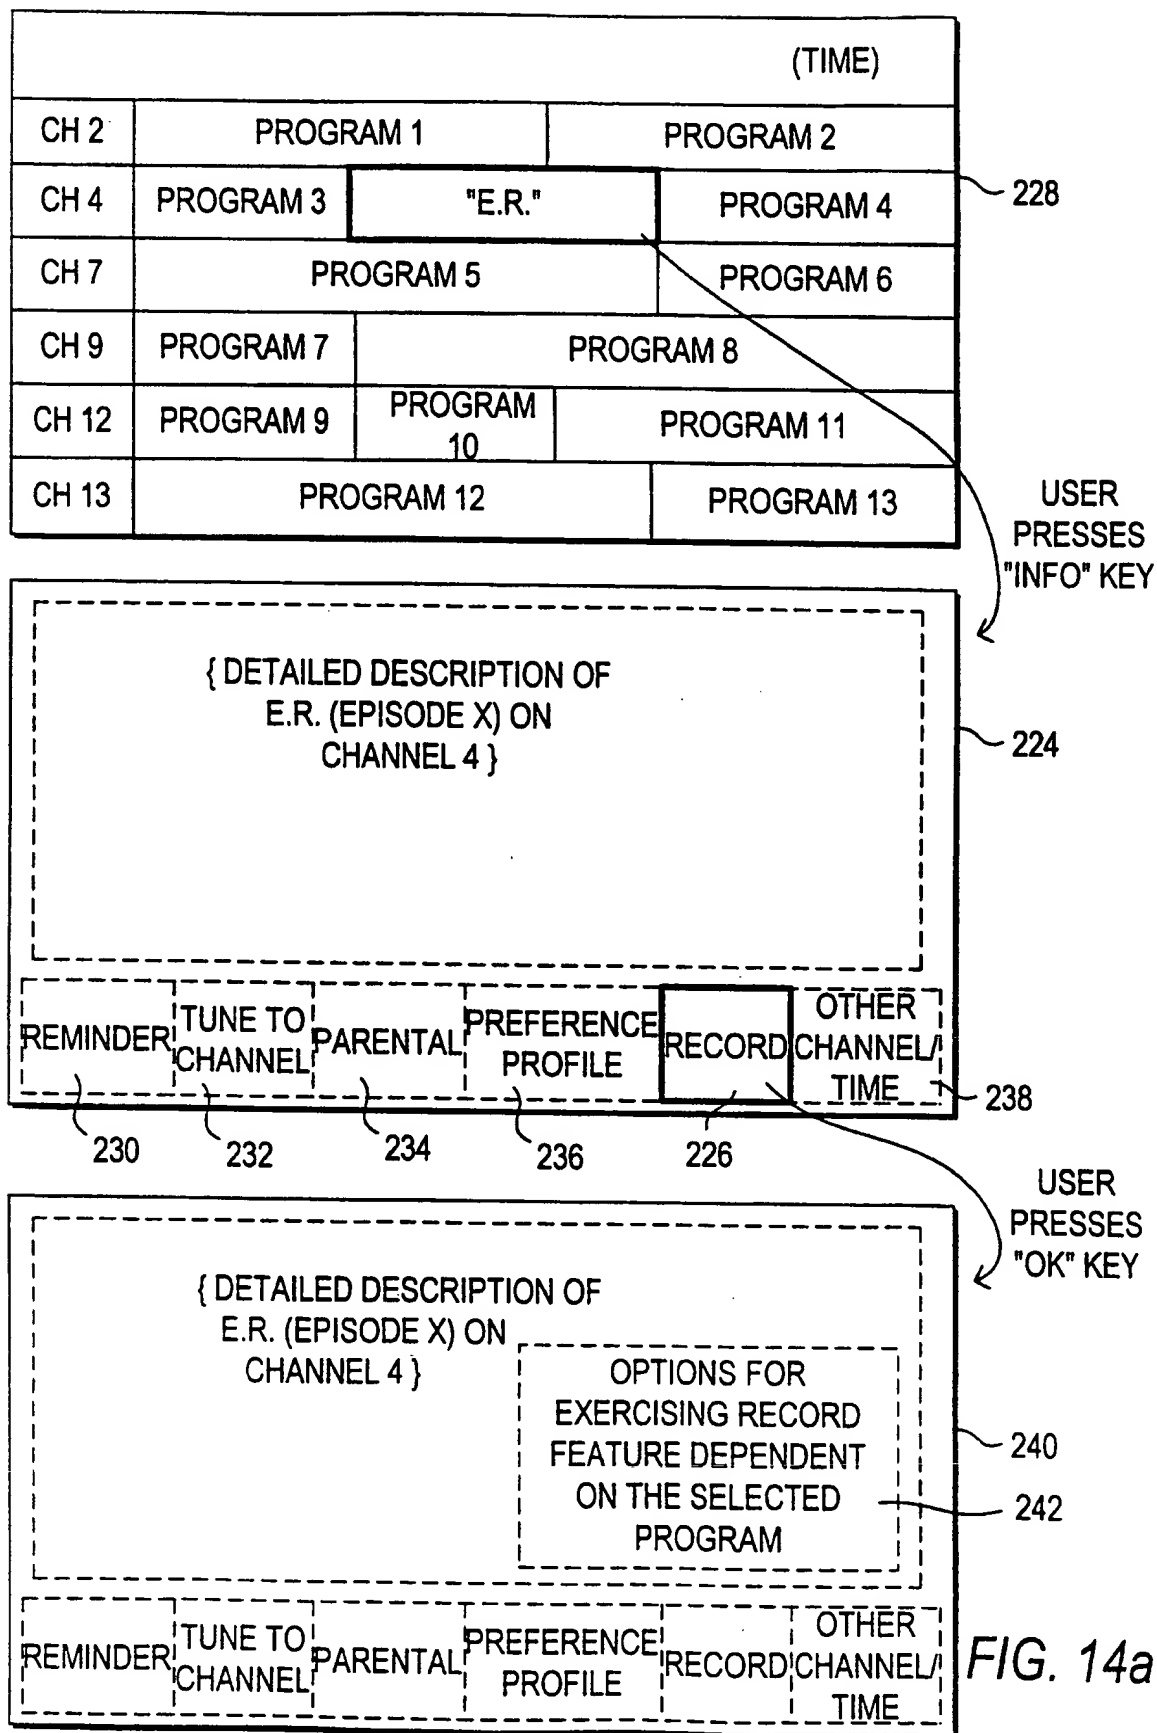 (TIME)
CH 2 PROGRAM 1 PROGRAM 2
CH 4 PROGRAM 3 "E.R." PROGRAM 4
228
CH 7 PROGRAM 5 PROGRAM 6
CH 9 PROGRAM 7 PROGRAM 8
CH 12 PROGRAM 9 PROGRAM
10 PROGRAM 11
CH 13 PROGRAM 12 PROGRAM 13
USER
PRESSES
"INFO" KEY
{ DETAILED DESCRIPTION OF
E.R. (EPISODE X) ON
CHANNEL 4 }
224
REMINDER
TUNE TO
CHANNEL
PARENTAL
PREFERENCE
PROFILE
RECORD
OTHER
CHANNEL/
TIME
238
230 232 234 236 226
USER
PRESSES
"OK" KEY
{ DETAILED DESCRIPTION OF
E.R. (EPISODE X) ON
CHANNEL 4 }
OPTIONS FOR
EXERCISING RECORD
FEATURE DEPENDENT
ON THE SELECTED
PROGRAM
240
242
REMINDER
TUNE TO
CHANNEL
PARENTAL
PREFERENCE
PROFILE
RECORD
OTHER
CHANNEL/
TIME
FIG. 14a